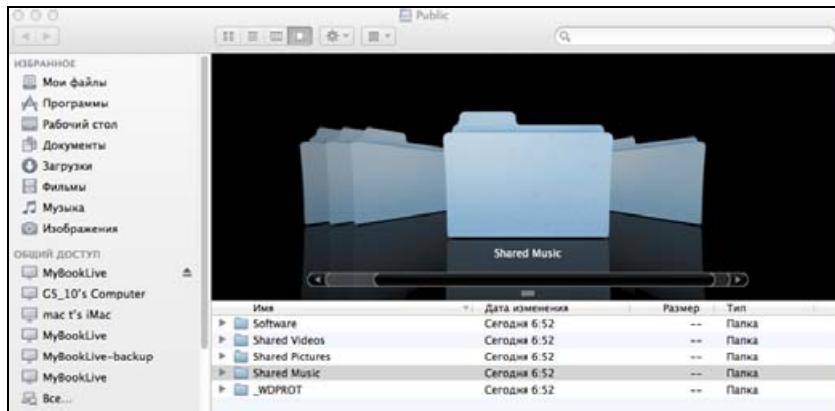 Public
ИЗБРАННОЕ
Мои файлы
Программы
Рабочий стол
Документы
Загрузки
Фильмы
Музыка
Изображения
ОБЩИЙ ДОСТУП
MyBookLive
GS_10's Computer
mac t's iMac
MyBookLive
MyBookLive-backup
MyBookLive
Все...
Shared Music
Имя Дата изменения Размер Тип
Software Сегодня 6:52 -- Папка
Shared Videos Сегодня 6:52 -- Папка
Shared Pictures Сегодня 6:52 -- Папка
Shared Music Сегодня 6:52 -- Папка
_WDPROT Сегодня 6:52 -- Папка